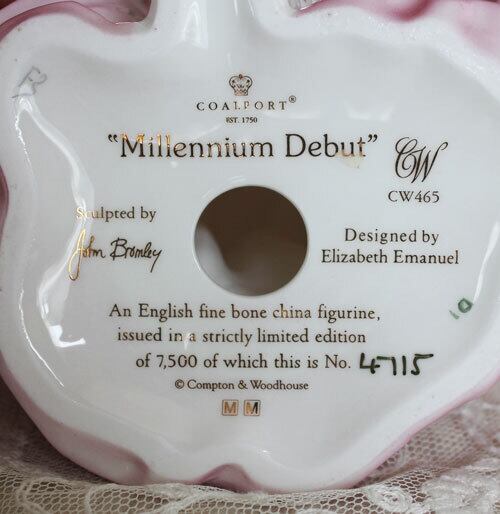 COALPORT®
EST. 1750
"Millennium Debut"
CW
CW465
Sculpted by
John Bromley
Designed by
Elizabeth Emanuel
An English fine bone china figurine,
issued in a strictly limited edition
of 7,500 of which this is No. 4715
© Compton & Woodhouse
M M
10